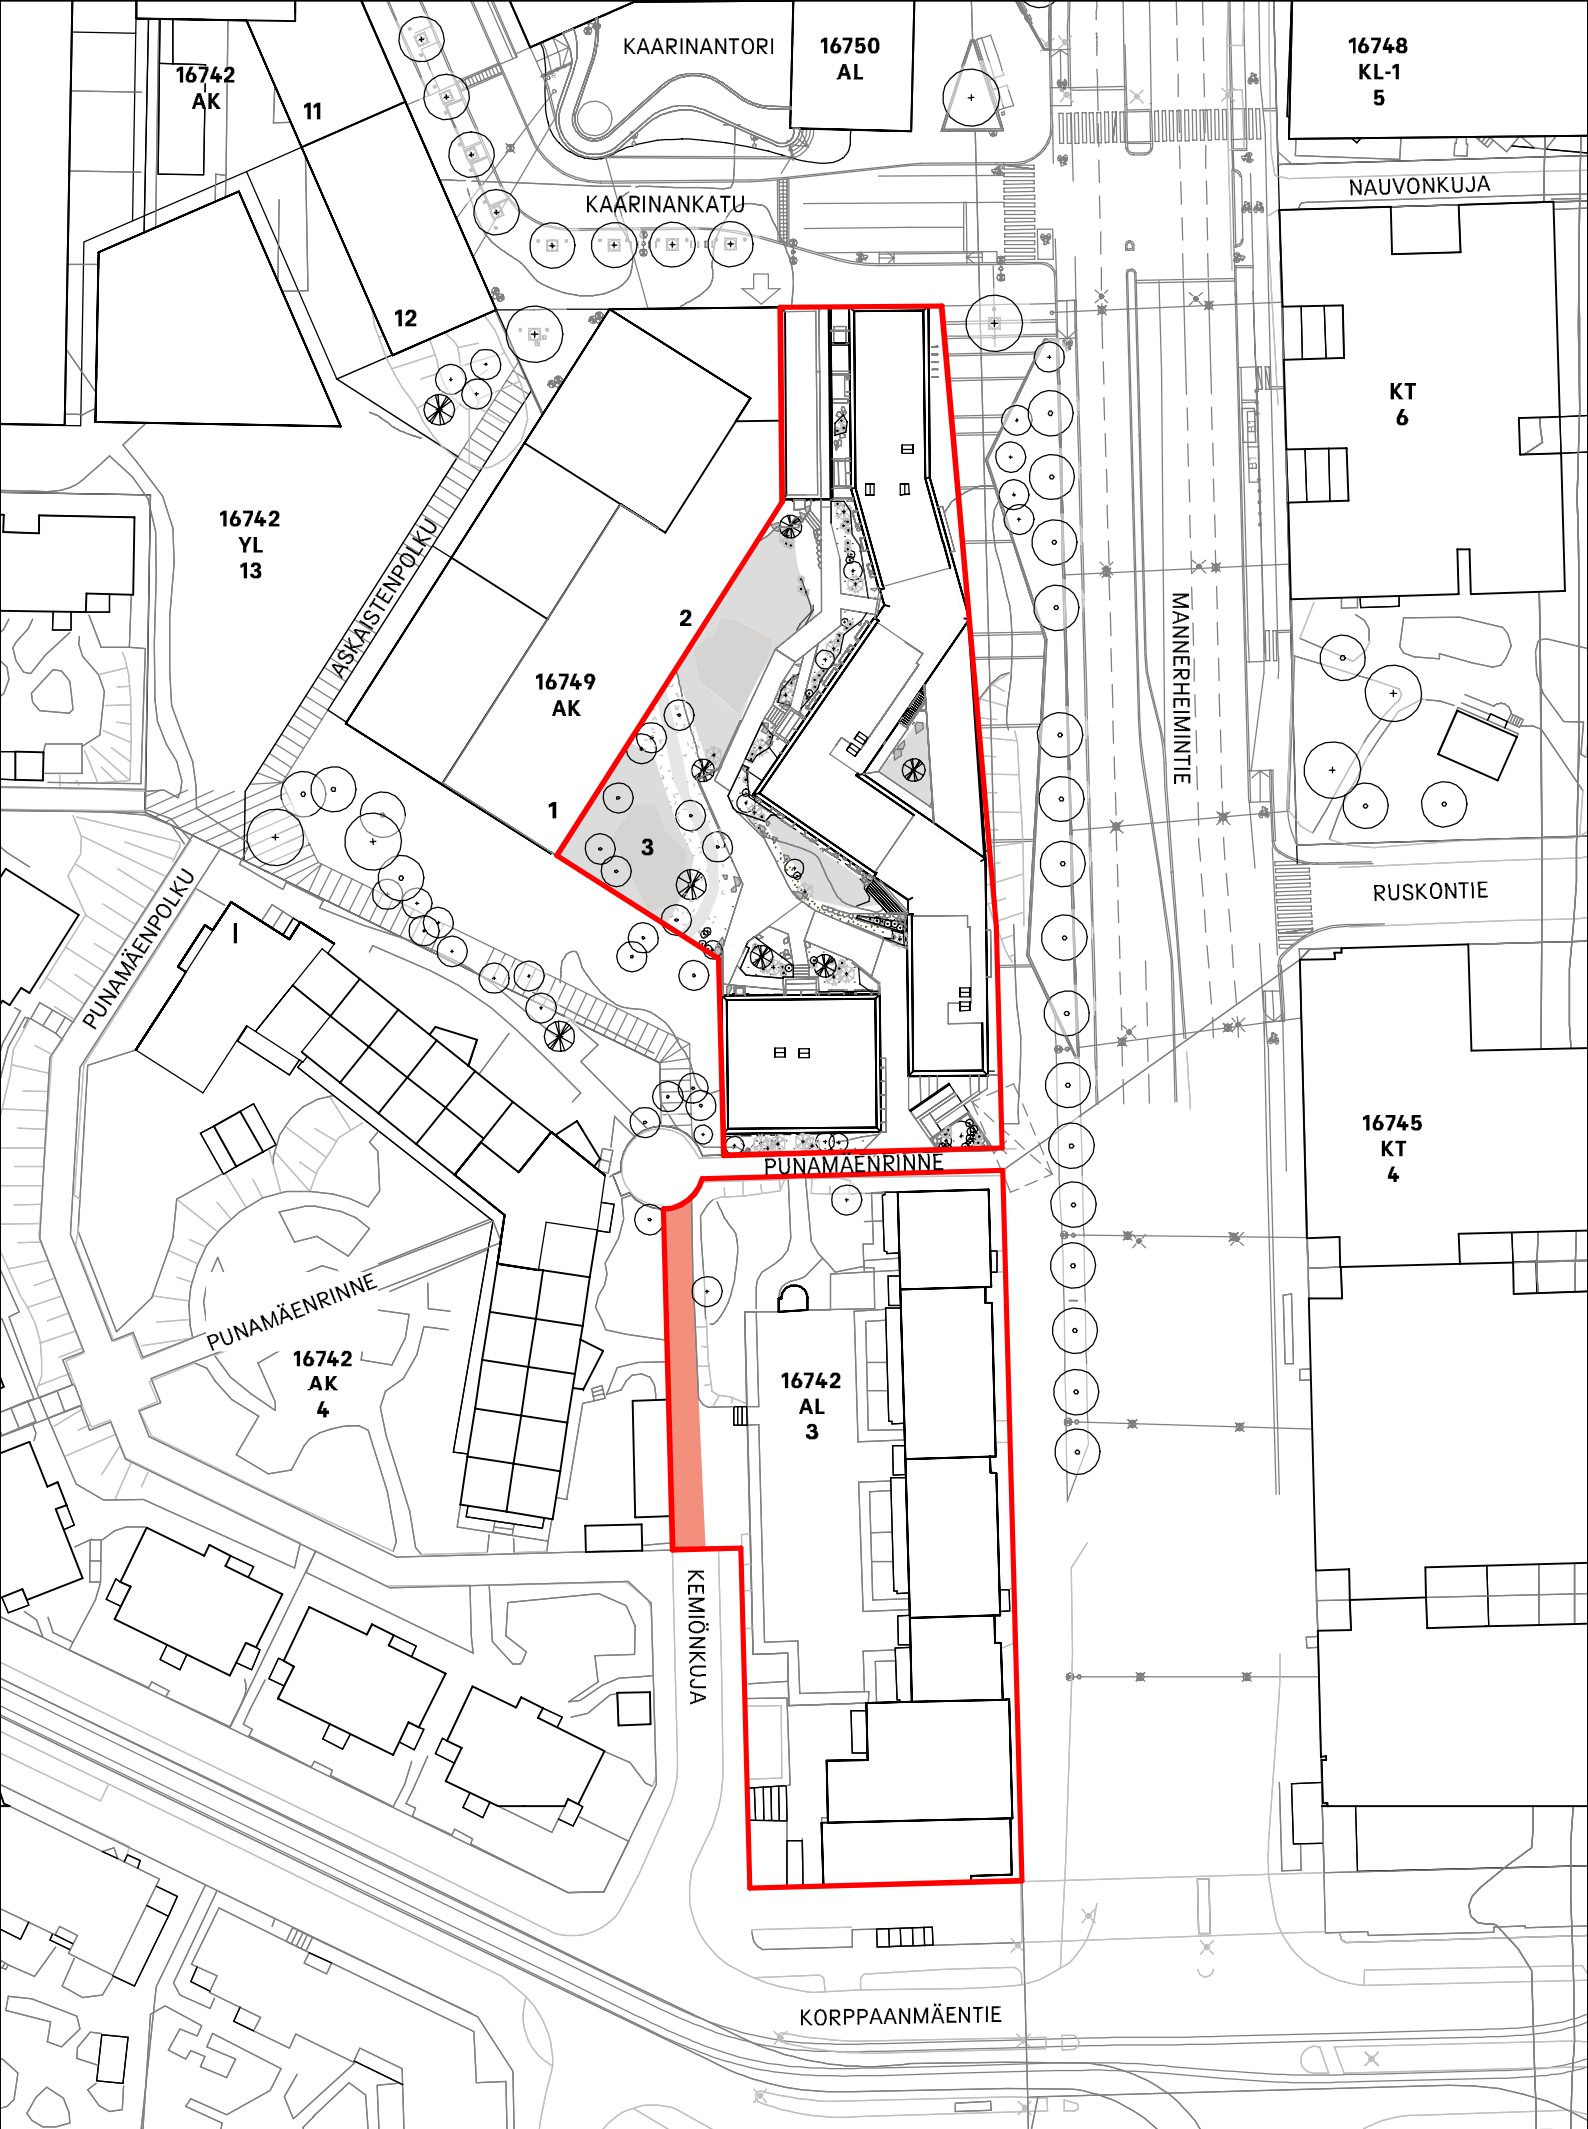 KAARINANTORI
16750
AL
16748
KL-1
5
16742
AK
11
NAUVONKUJA
KAARINANKATU
12
KT
6
16742
YL
13
ASKAISTENPOLKU
2
MANNERHEIMINTIE
16749
AK
1
3
RUSKONTIE
PUNAMÄENPOLKU
I
16745
KT
4
PUNAMÄENRINNE
PUNAMÄENRINNE
16742
AK
4
16742
AL
3
KEMIÖNKUJA
KORPPAANMÄENTIE